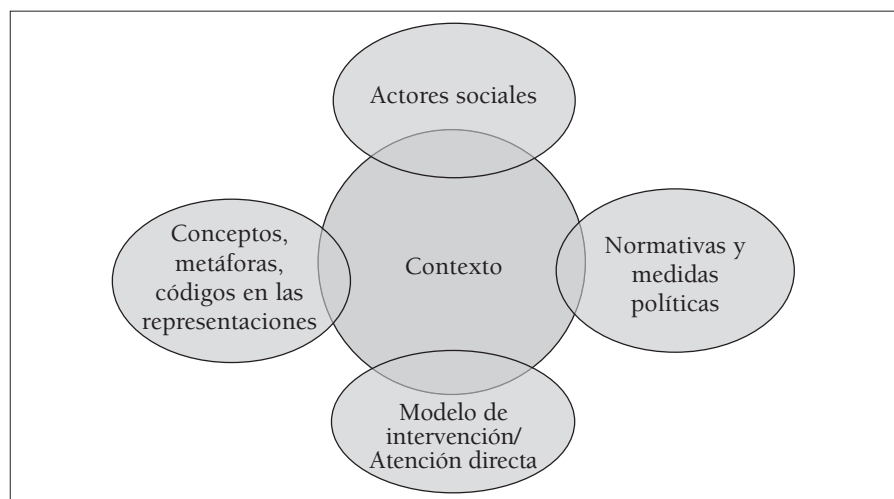 Actores sociales
Conceptos,
metáforas,
códigos en las
representaciones
Contexto
Normativas y
medidas
políticas
Modelo de
intervención/
Atención directa